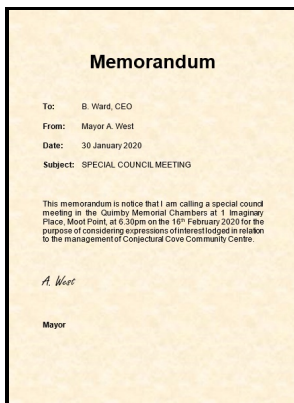 Memorandum
To: B. Ward, CEO
From: Mayor A. West
Date: 30 January 2020
Subject: SPECIAL COUNCIL MEETING
This memorandum is notice that I am calling a special council
meeting in the Quimby Memorial Chambers at 1 Imaginary
Place, Moot Point, at 6.30pm on the 16th February 2020 for the
purpose of considering expressions of interest lodged in relation
to the management of Conjectural Cove Community Centre.
A. West
Mayor